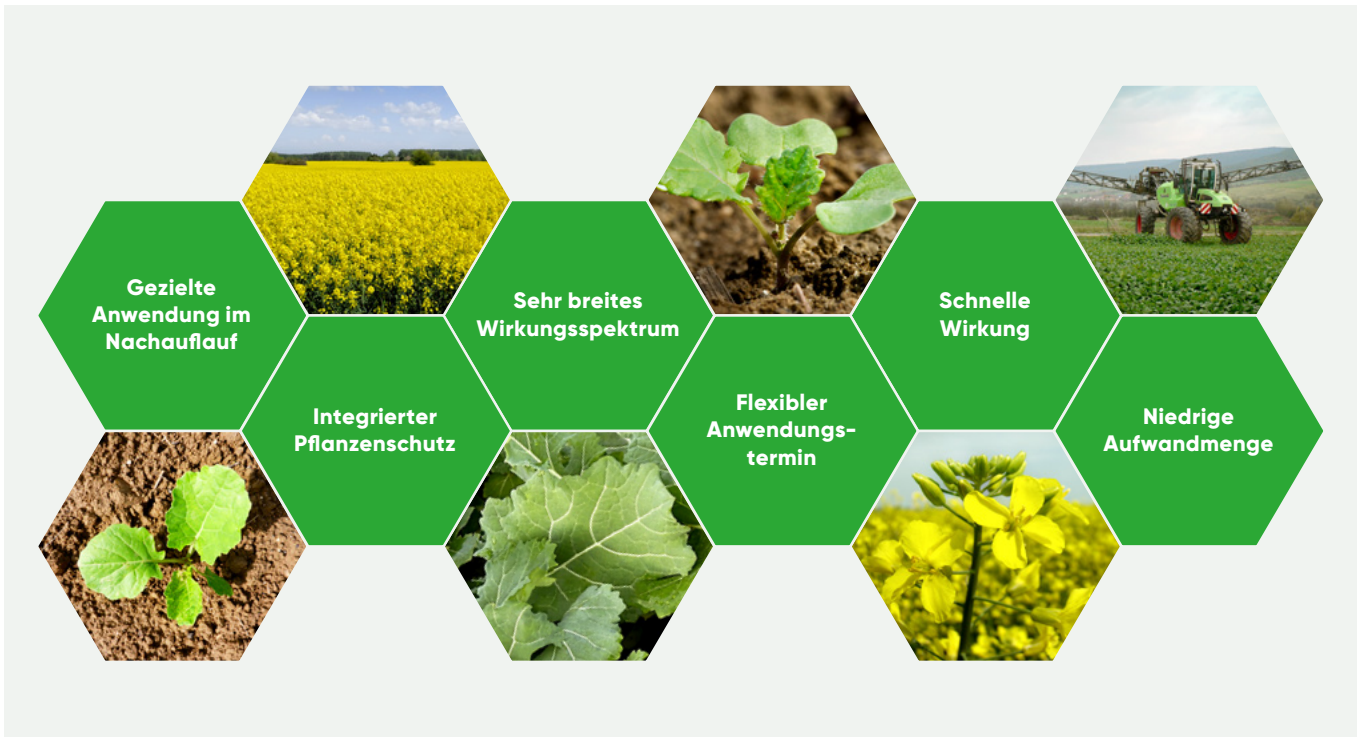 Gezielte
Anwendung im
Nachauflauf
Integrierter
Pflanzenschutz
Sehr breites
Wirkungsspektrum
Flexibler
Anwendungs-
termin
Schnelle
Wirkung
Niedrige
Aufwandmenge